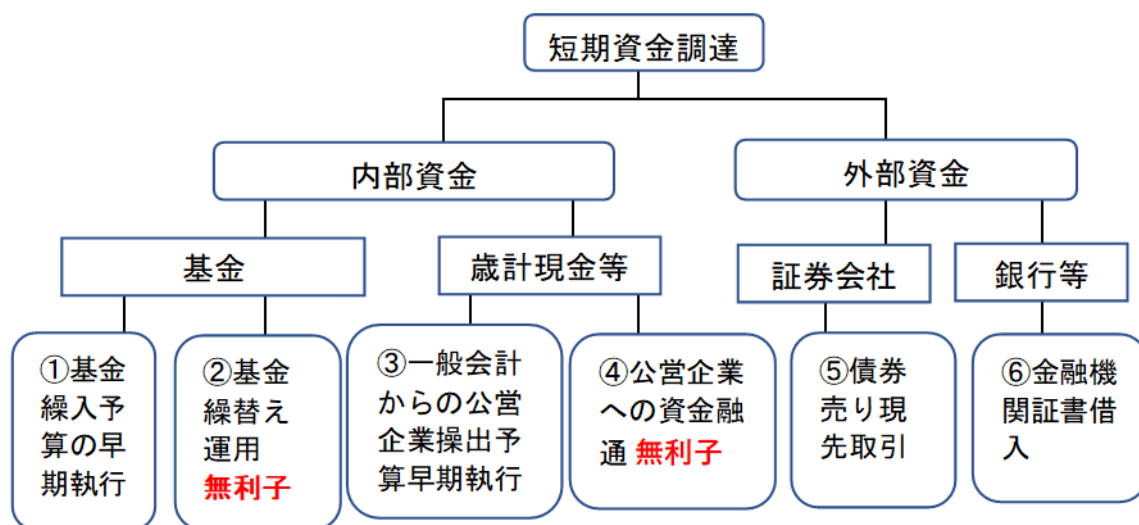 短期資金調達
内部資金
外部資金
基金
歳計現金等
証券会社
銀行等
①基金
繰入予
算の早
期執行
②基金
繰替え
運用
無利子
③一般会計
からの公営
企業操出予
算早期執行
④公営企業
への資金融
通 無利子
⑤債券
売り現
先取引
⑥金融機
関証書借
入